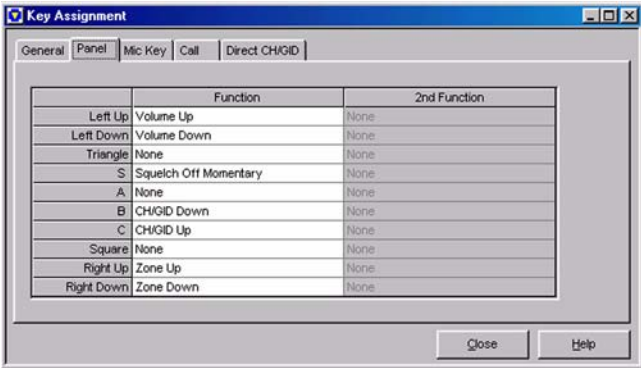 Key Assignment
General Panel Mic Key Call Direct CH/GID
Function 2nd Function
Left Up Volume Up None
Left Down Volume Down None
Triangle None None
S Squelch Off Momentary None
A None None
B CH/GID Down None
C CH/GID Up None
Square None None
Right Up Zone Up None
Right Down Zone Down None
Close Help